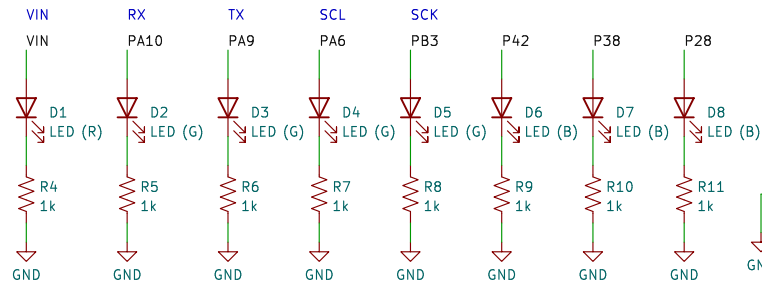 VIN RX TX SCL SCK
VIN PA10 PA9 PA6 PB3 P42 P38 P28
D1 D2 D3 D4 D5 D6 D7 D8
LED (R) LED (G) LED (G) LED (G) LED (G) LED (B) LED (B) LED (B)
R4 R5 R6 R7 R8 R9 R10 R11
1k 1k 1k 1k 1k 1k 1k 1k
GND GND GND GND GND GND GND GND